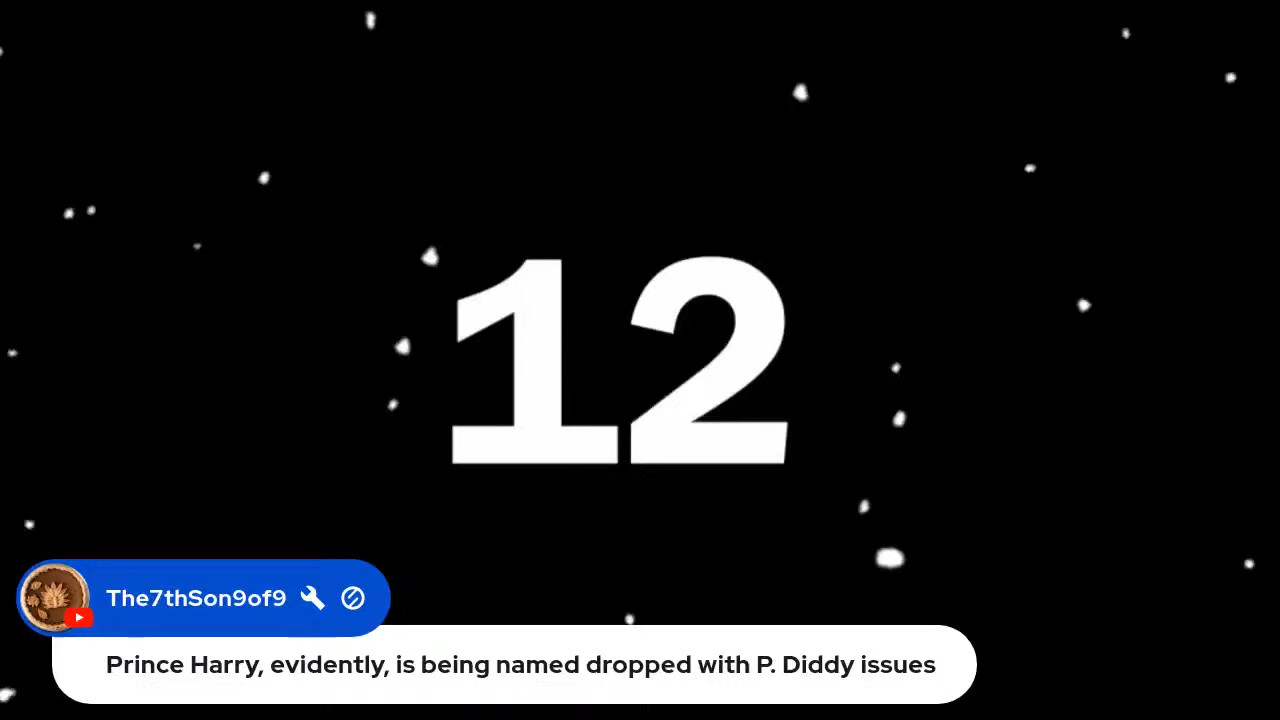 12
The7thSon9of9
Prince Harry, evidently, is being named dropped with P. Diddy issues